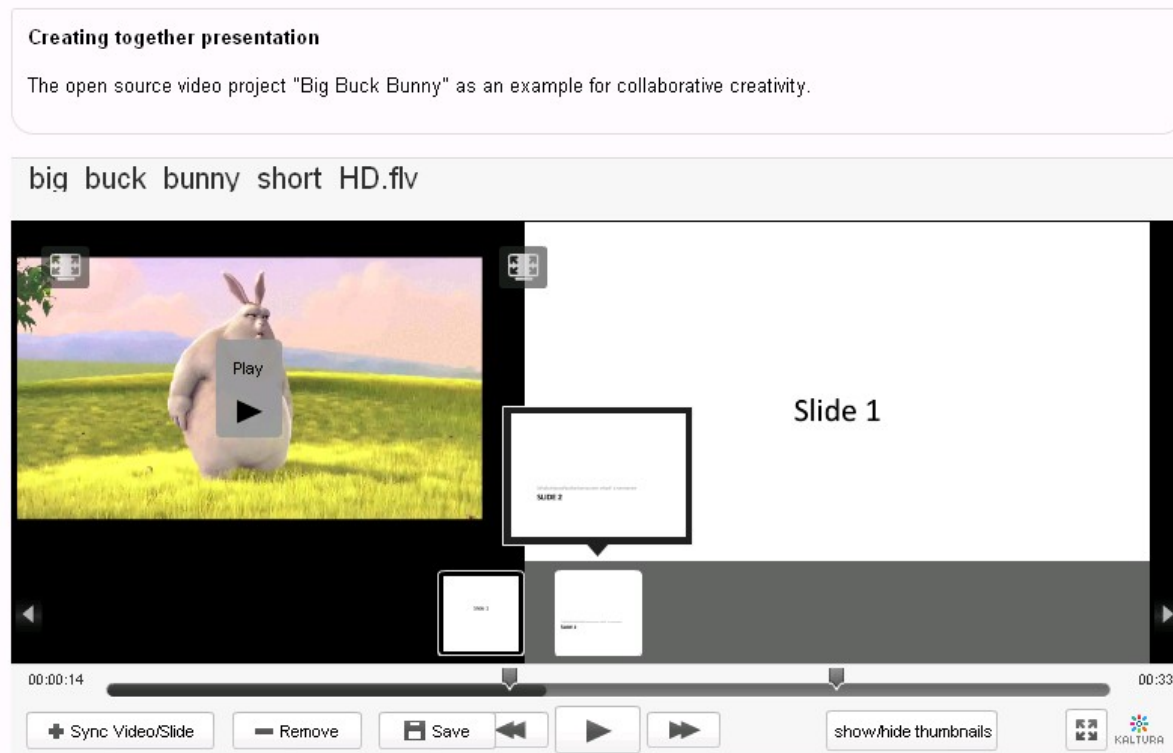 Creating together presentation
The open source video project "Big Buck Bunny" as an example for collaborative creativity.
big buck bunny short HD.flv
Play
Slide 1
SLIDE 2
00:00:14
00:33
Sync Video/Slide
Remove
Save
show/hide thumbnails
KALTURA